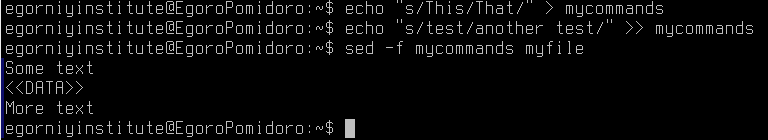 egorniyinstitute@EgoroPomidoro:~$ echo "s/This/That/" > mycommands
egorniyinstitute@EgoroPomidoro:~$ echo "s/test/another test/" >> mycommands
egorniyinstitute@EgoroPomidoro:~$ sed -f mycommands myfile
Some text
<<DATA>>
More text
egorniyinstitute@EgoroPomidoro:~$